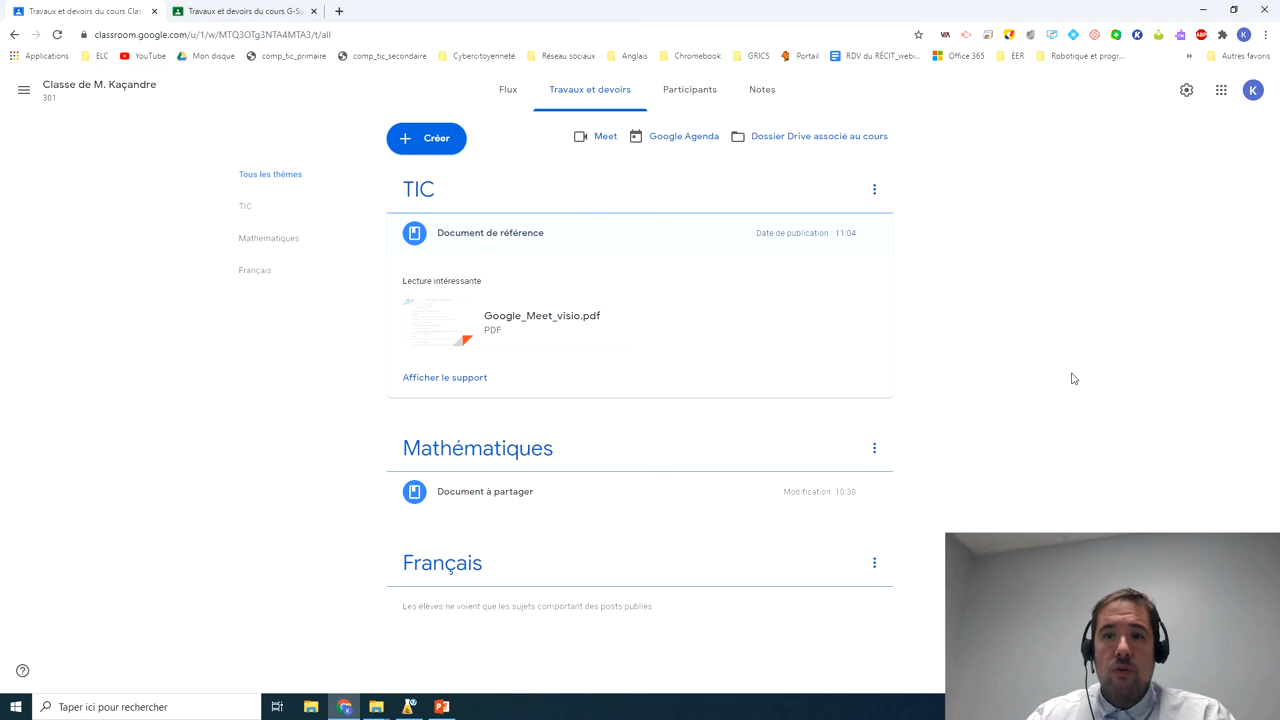 Travaux et devoirs du cours Clas
Travaux et devoirs du cours G-Su
classroom.google.com/u/1/w/MTQ3OTg3NTA4MTA3/t/all
Applications
ELC
YouTube
Mon disque
comp_tic_primaire
comp_tic_secondaire
Cybercitoyenneté
Réseau sociaux
Anglais
Chromebook
GRICS
Portail
RDV du RÉCIT_webi...
Office 365
ÉER
Robotique et progr...
»
Autres favoris
Classe de M. Kaçandre
301
Flux
Travaux et devoirs
Participants
Notes
K
Créer
Meet
Google Agenda
Dossier Drive associé au cours
Tous les thèmes
TIC
Mathématiques
Français
TIC
Document de référence
Date de publication : 11:04
Lecture intéressante
Google_Meet_visio.pdf
PDF
Afficher le support
Mathématiques
Document à partager
Modification 10:30
Français
Les élèves ne voient que les sujets comportant des posts publiés
Taper ici pour rechercher